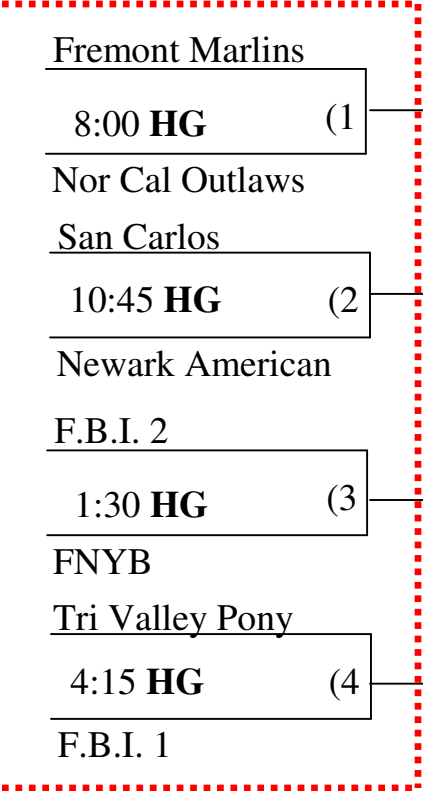 Fremont Marlins
8:00 HG (1
Nor Cal Outlaws
San Carlos
10:45 HG (2
Newark American
F.B.I. 2
1:30 HG (3
FNYB
Tri Valley Pony
4:15 HG (4
F.B.I. 1